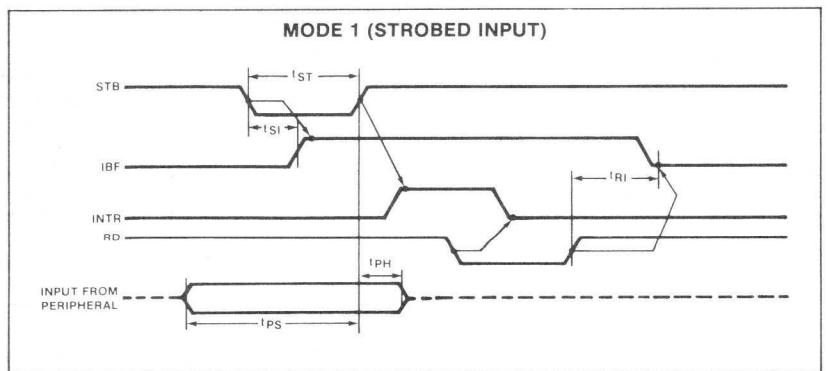 MODE 1 (STROBED INPUT)
tST
STB
tSI
IBF
tRI
INTR
RD
tPH
INPUT FROM
PERIPHERAL
tPS